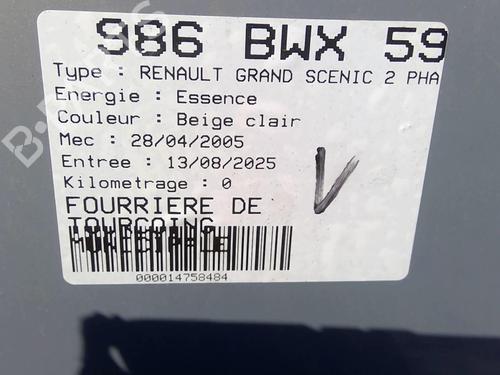 986 BWX 59
Type : RENAULT GRAND SCENIC 2 PHA
Energie : Essence
Couleur : Beige clair
Mec : 28/04/2005
Entree : 13/08/2025
Kilometrage : 0
FOURRIERE DE
TOURCOING
MUNICIPALE
000014758484
V